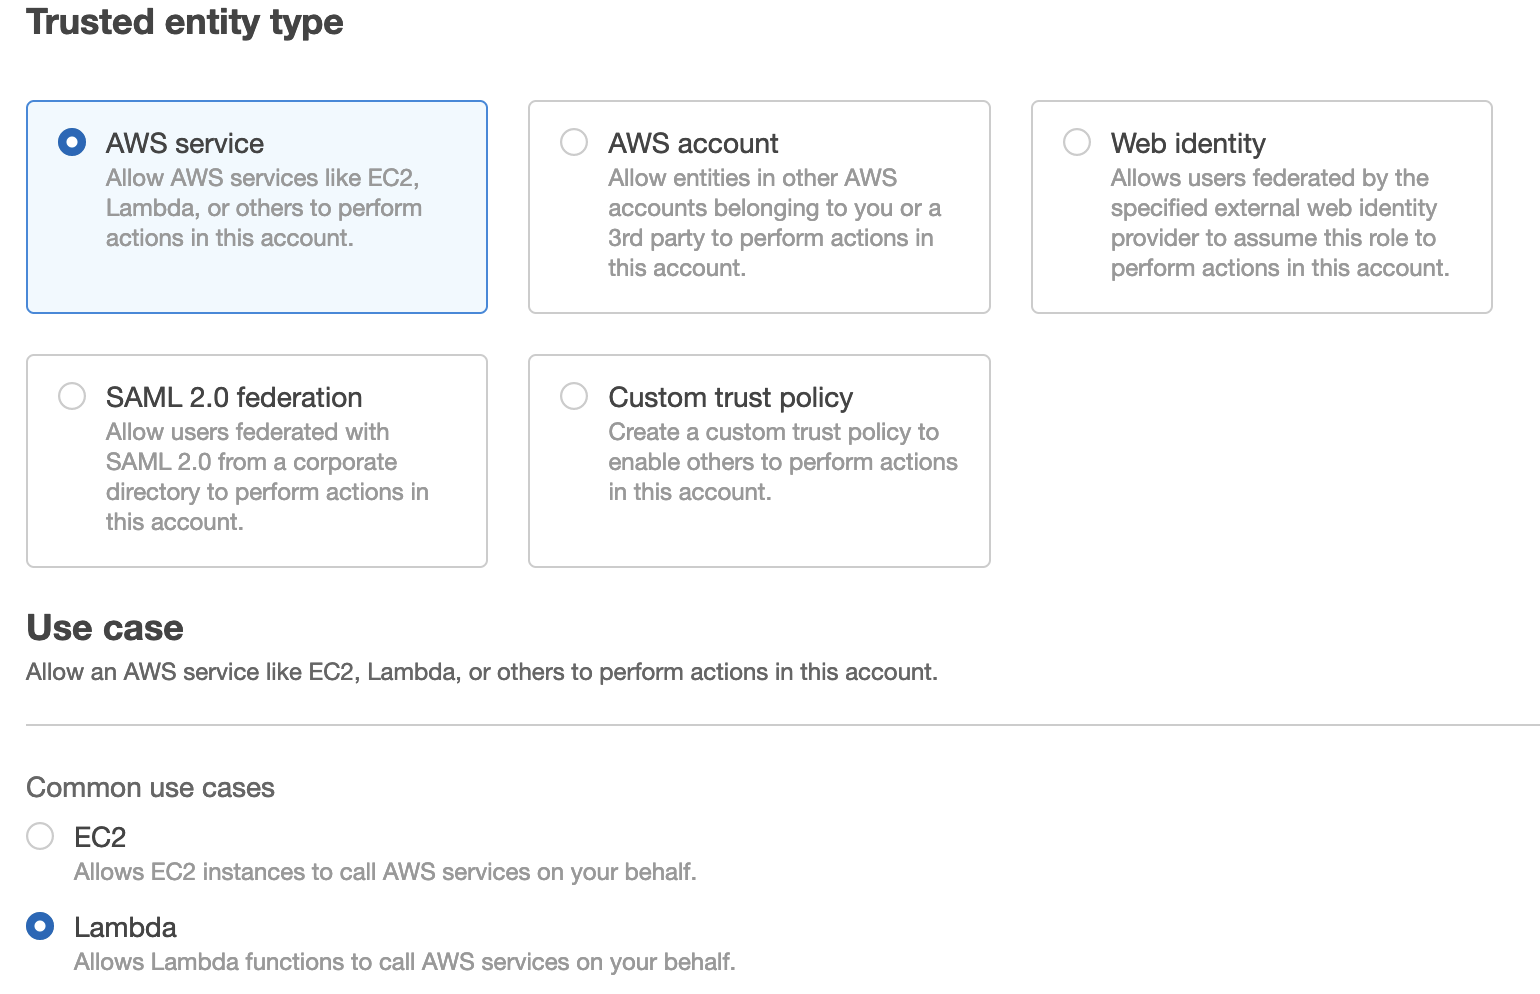 Trusted entity type
AWS service
Allow AWS services like EC2,
Lambda, or others to perform
actions in this account.
AWS account
Allow entities in other AWS
accounts belonging to you or a
3rd party to perform actions in
this account.
Web identity
Allows users federated by the
specified external web identity
provider to assume this role to
perform actions in this account.
SAML 2.0 federation
Allow users federated with
SAML 2.0 from a corporate
directory to perform actions in
this account.
Custom trust policy
Create a custom trust policy to
enable others to perform actions
in this account.
Use case
Allow an AWS service like EC2, Lambda, or others to perform actions in this account.
Common use cases
EC2
Allows EC2 instances to call AWS services on your behalf.
Lambda
Allows Lambda functions to call AWS services on your behalf.